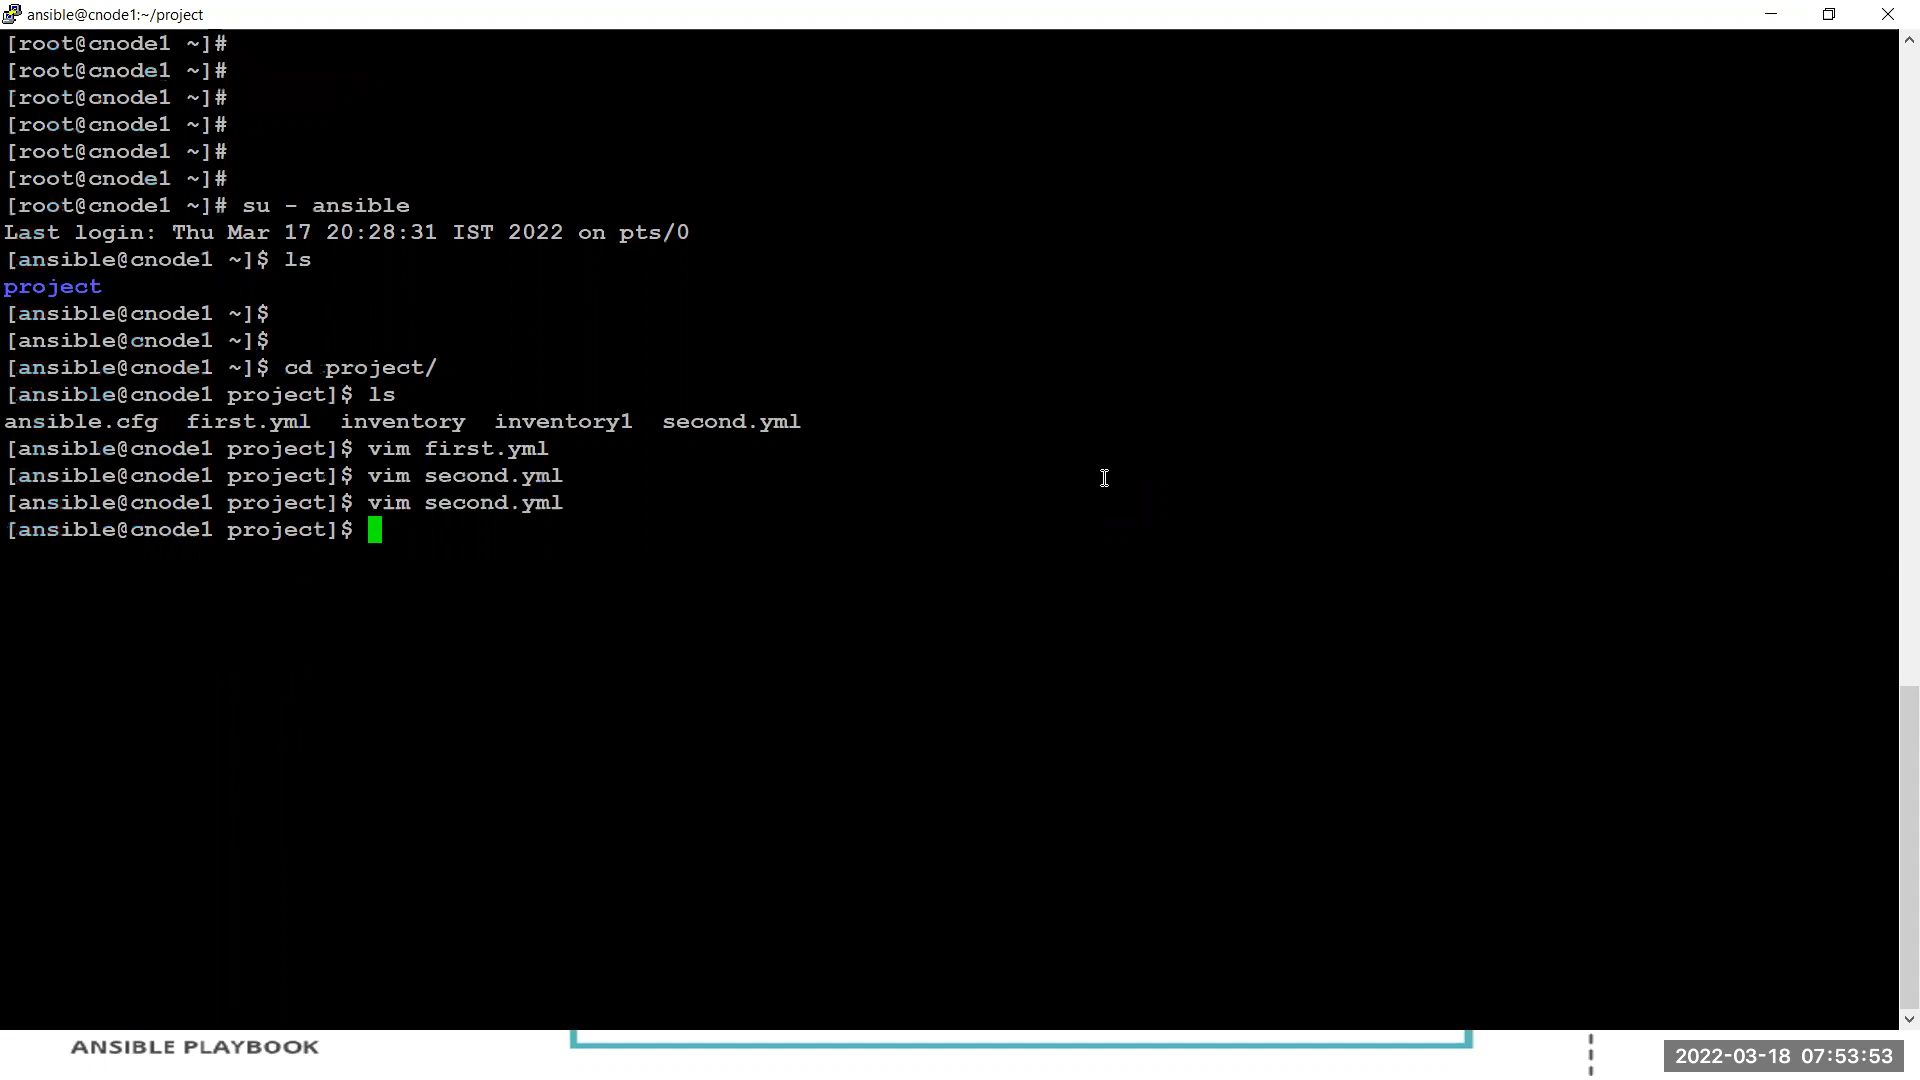 ansible@cnode1:~/project
[root@cnode1 ~]#
[root@cnode1 ~]#
[root@cnode1 ~]#
[root@cnode1 ~]#
[root@cnode1 ~]#
[root@cnode1 ~]#
[root@cnode1 ~]# su - ansible
Last login: Thu Mar 17 20:28:31 IST 2022 on pts/0
[ansible@cnode1 ~]$ ls
project
[ansible@cnode1 ~]$
[ansible@cnode1 ~]$
[ansible@cnode1 ~]$ cd project/
[ansible@cnode1 project]$ ls
ansible.cfg  first.yml  inventory  inventory1  second.yml
[ansible@cnode1 project]$ vim first.yml
[ansible@cnode1 project]$ vim second.yml
[ansible@cnode1 project]$ vim second.yml
[ansible@cnode1 project]$
ANSIBLE PLAYBOOK
2022-03-18 07:53:53